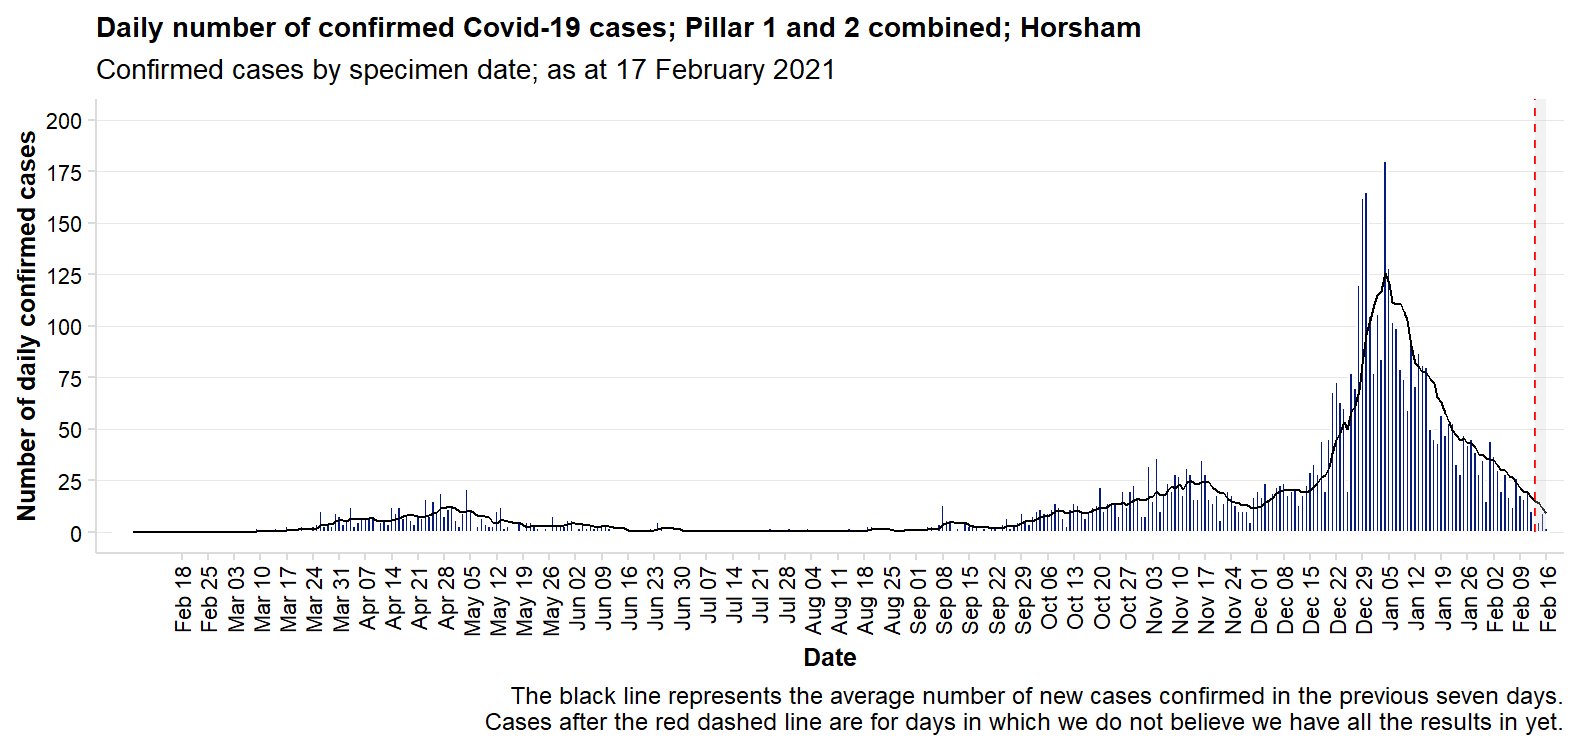 Daily number of confirmed Covid-19 cases; Pillar 1 and 2 combined; Horsham
Confirmed cases by specimen date; as at 17 February 2021
Number of daily confirmed cases
200
175
150
125
100
75
50
25
0
Feb 18
Feb 25
Mar 03
Mar 10
Mar 17
Mar 24
Mar 31
Apr 07
Apr 14
Apr 21
Apr 28
May 05
May 12
May 19
May 26
Jun 02
Jun 09
Jun 16
Jun 23
Jun 30
Jul 07
Jul 14
Jul 21
Jul 28
Aug 04
Aug 11
Aug 18
Aug 25
Sep 01
Sep 08
Sep 15
Sep 22
Sep 29
Oct 06
Oct 13
Oct 20
Oct 27
Nov 03
Nov 10
Nov 17
Nov 24
Dec 01
Dec 08
Dec 15
Dec 22
Dec 29
Jan 05
Jan 12
Jan 19
Jan 26
Feb 02
Feb 09
Feb 16
Date
The black line represents the average number of new cases confirmed in the previous seven days.
Cases after the red dashed line are for days in which we do not believe we have all the results in yet.